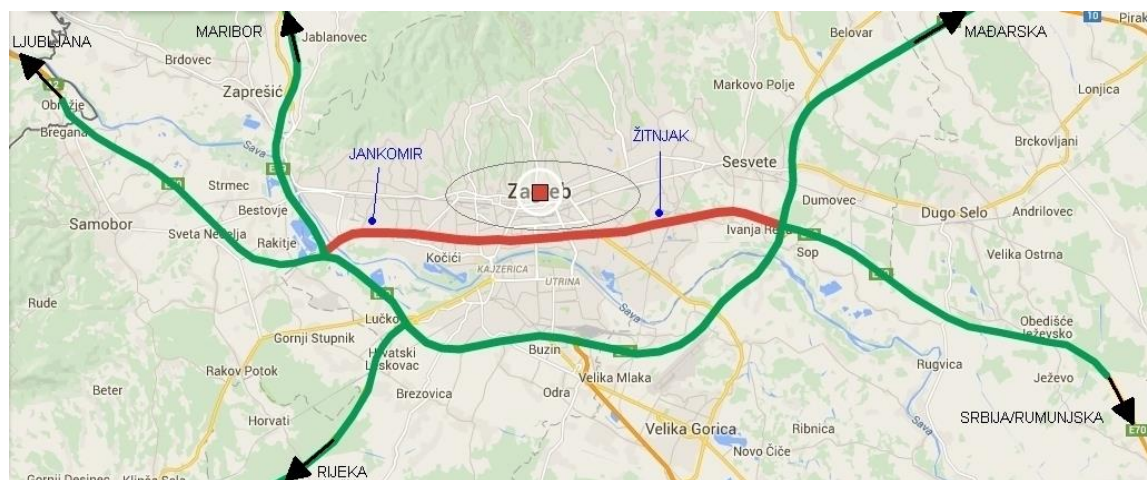 LJUBLJANA
MARIBOR
Jablanovec
Brdovec
Zaprešić
Obrežje
Bregana
Sava
Strmec
Bestovje
Samobor
Sveta Nedelja
Rakitje
JANKOMIR
Zagreb
ŽITNJAK
Kočići
KAJZERICA
UTRINA
Sava
Belovar
MAĐARSKA
10
Markovo Polje
Lonjica
Brckovljani
Sesvete
Dumovec
Dugo Selo
Andrilovec
Velika Ostrna
Sop
Rude
Lučko
Gornji Stupnik
Hrvatski
Leskovac
Buzin
Rakov Potok
Beter
Brezovica
Odra
Velika Mlaka
Obedišće
Ježevsko
Rugvica
Ježevo
Horvati
Velika Gorica
Ribnica
Novo Čiče
SRBIJA/RUMUNJSKA
E70
RIJEKA